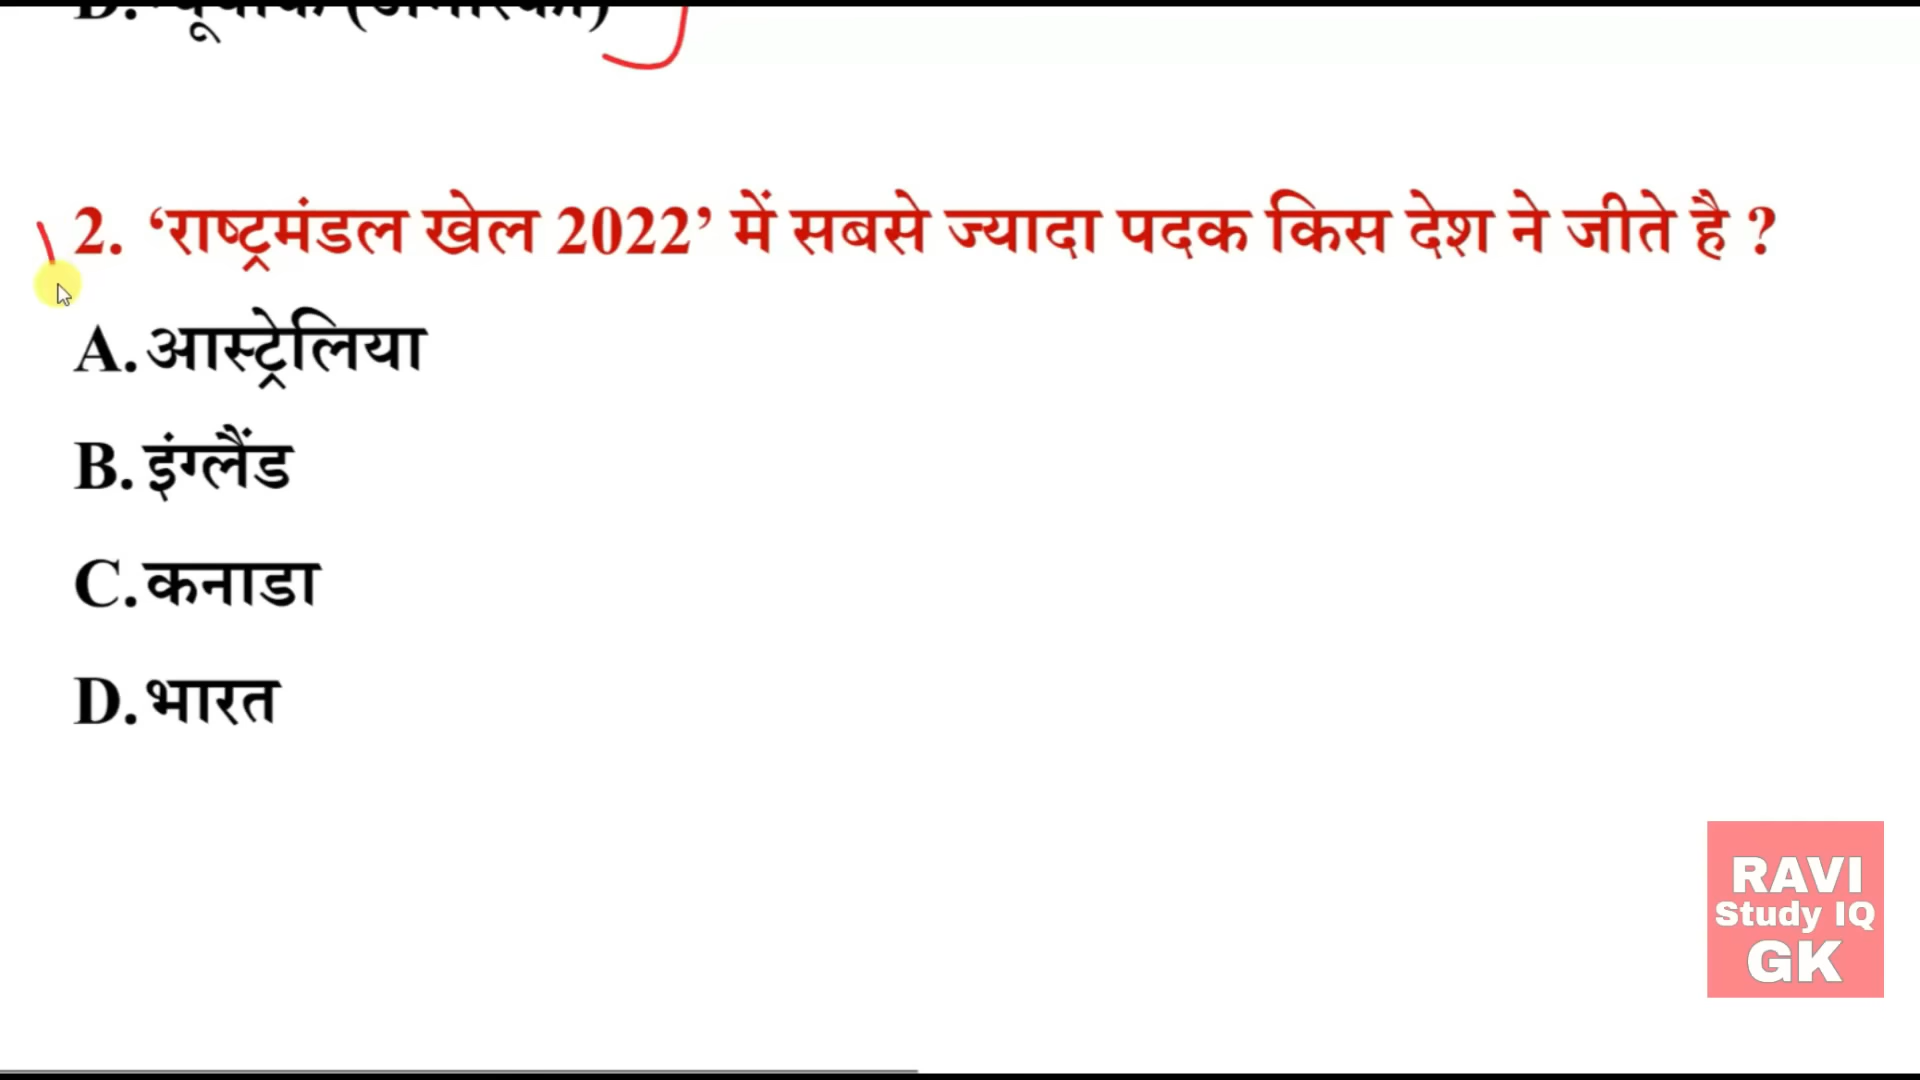 2. ‘राष्ट्रमंडल खेल 2022’ में सबसे ज्यादा पदक किस देश ने जीते है ?
A. आस्ट्रेलिया
B. इंग्लैंड
C. कनाडा
D. भारत
RAVI
Study IQ
GK